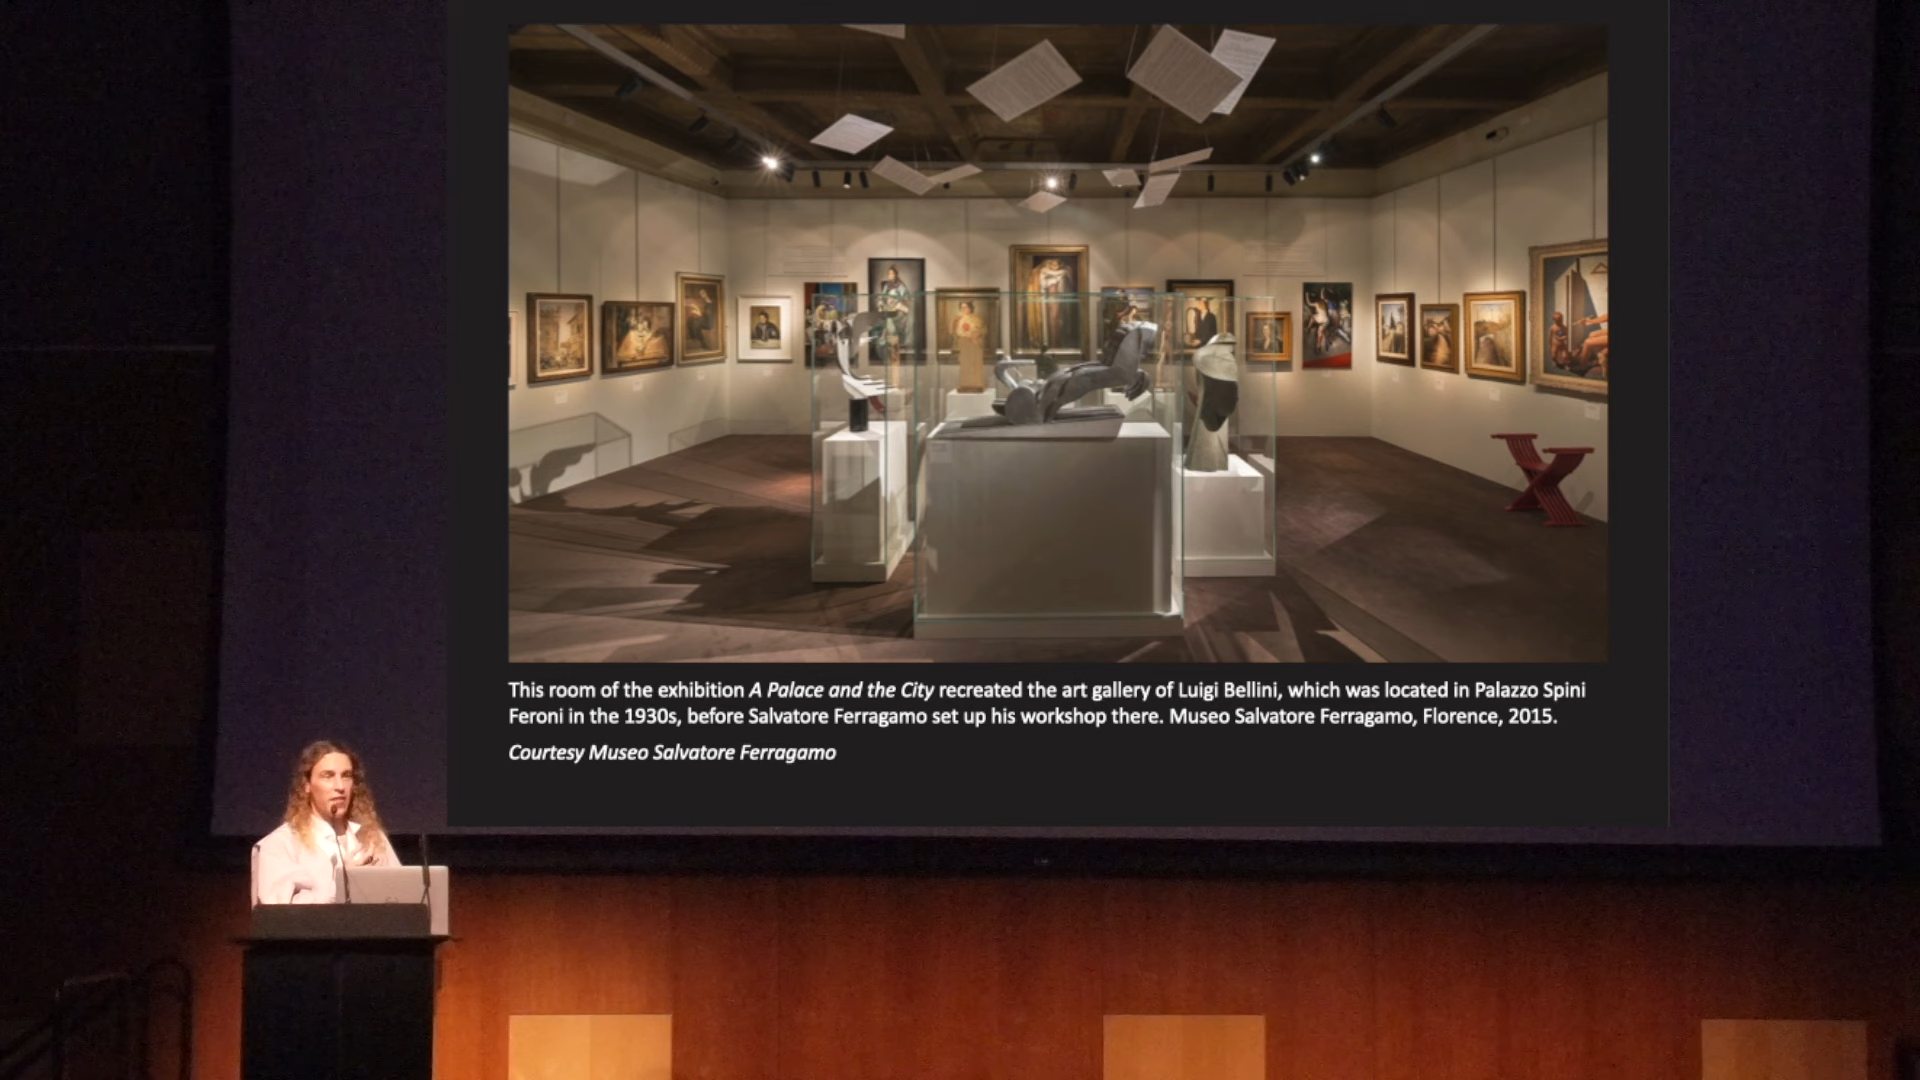 This room of the exhibition A Palace and the City recreated the art gallery of Luigi Bellini, which was located in Palazzo Spini
Feroni in the 1930s, before Salvatore Ferragamo set up his workshop there. Museo Salvatore Ferragamo, Florence, 2015.
Courtesy Museo Salvatore Ferragamo